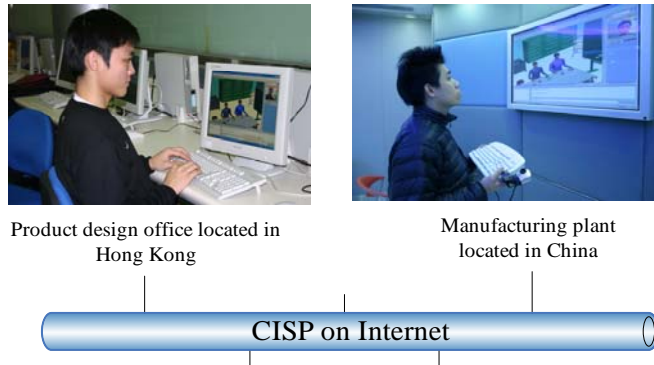 Product design office located in
Hong Kong
Manufacturing plant
located in China
CISP on Internet